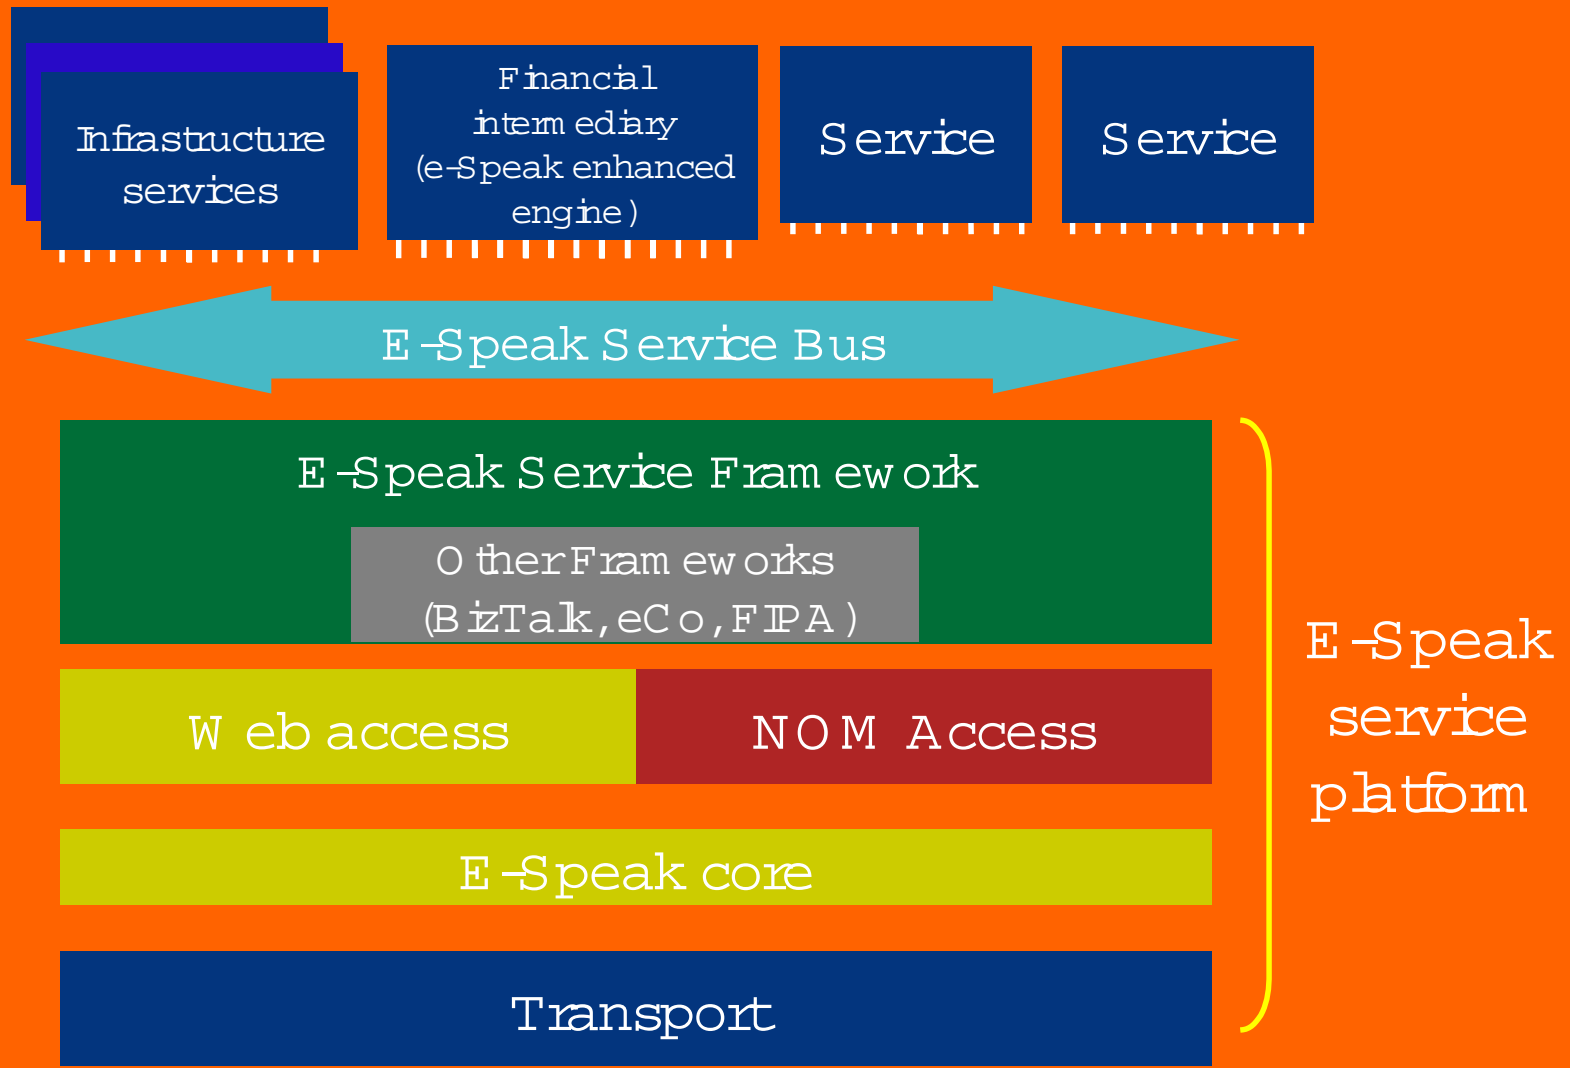 Infrastructure
services
Financial
intermediary
(e-Speak enhanced
engine)
Service
Service
E-Speak Service Bus
E-Speak Service Framework
Other Frameworks
(BizTalk, eCo, FIPA)
Web access
NOM Access
E-Speak core
Transport
E-Speak
service
platform